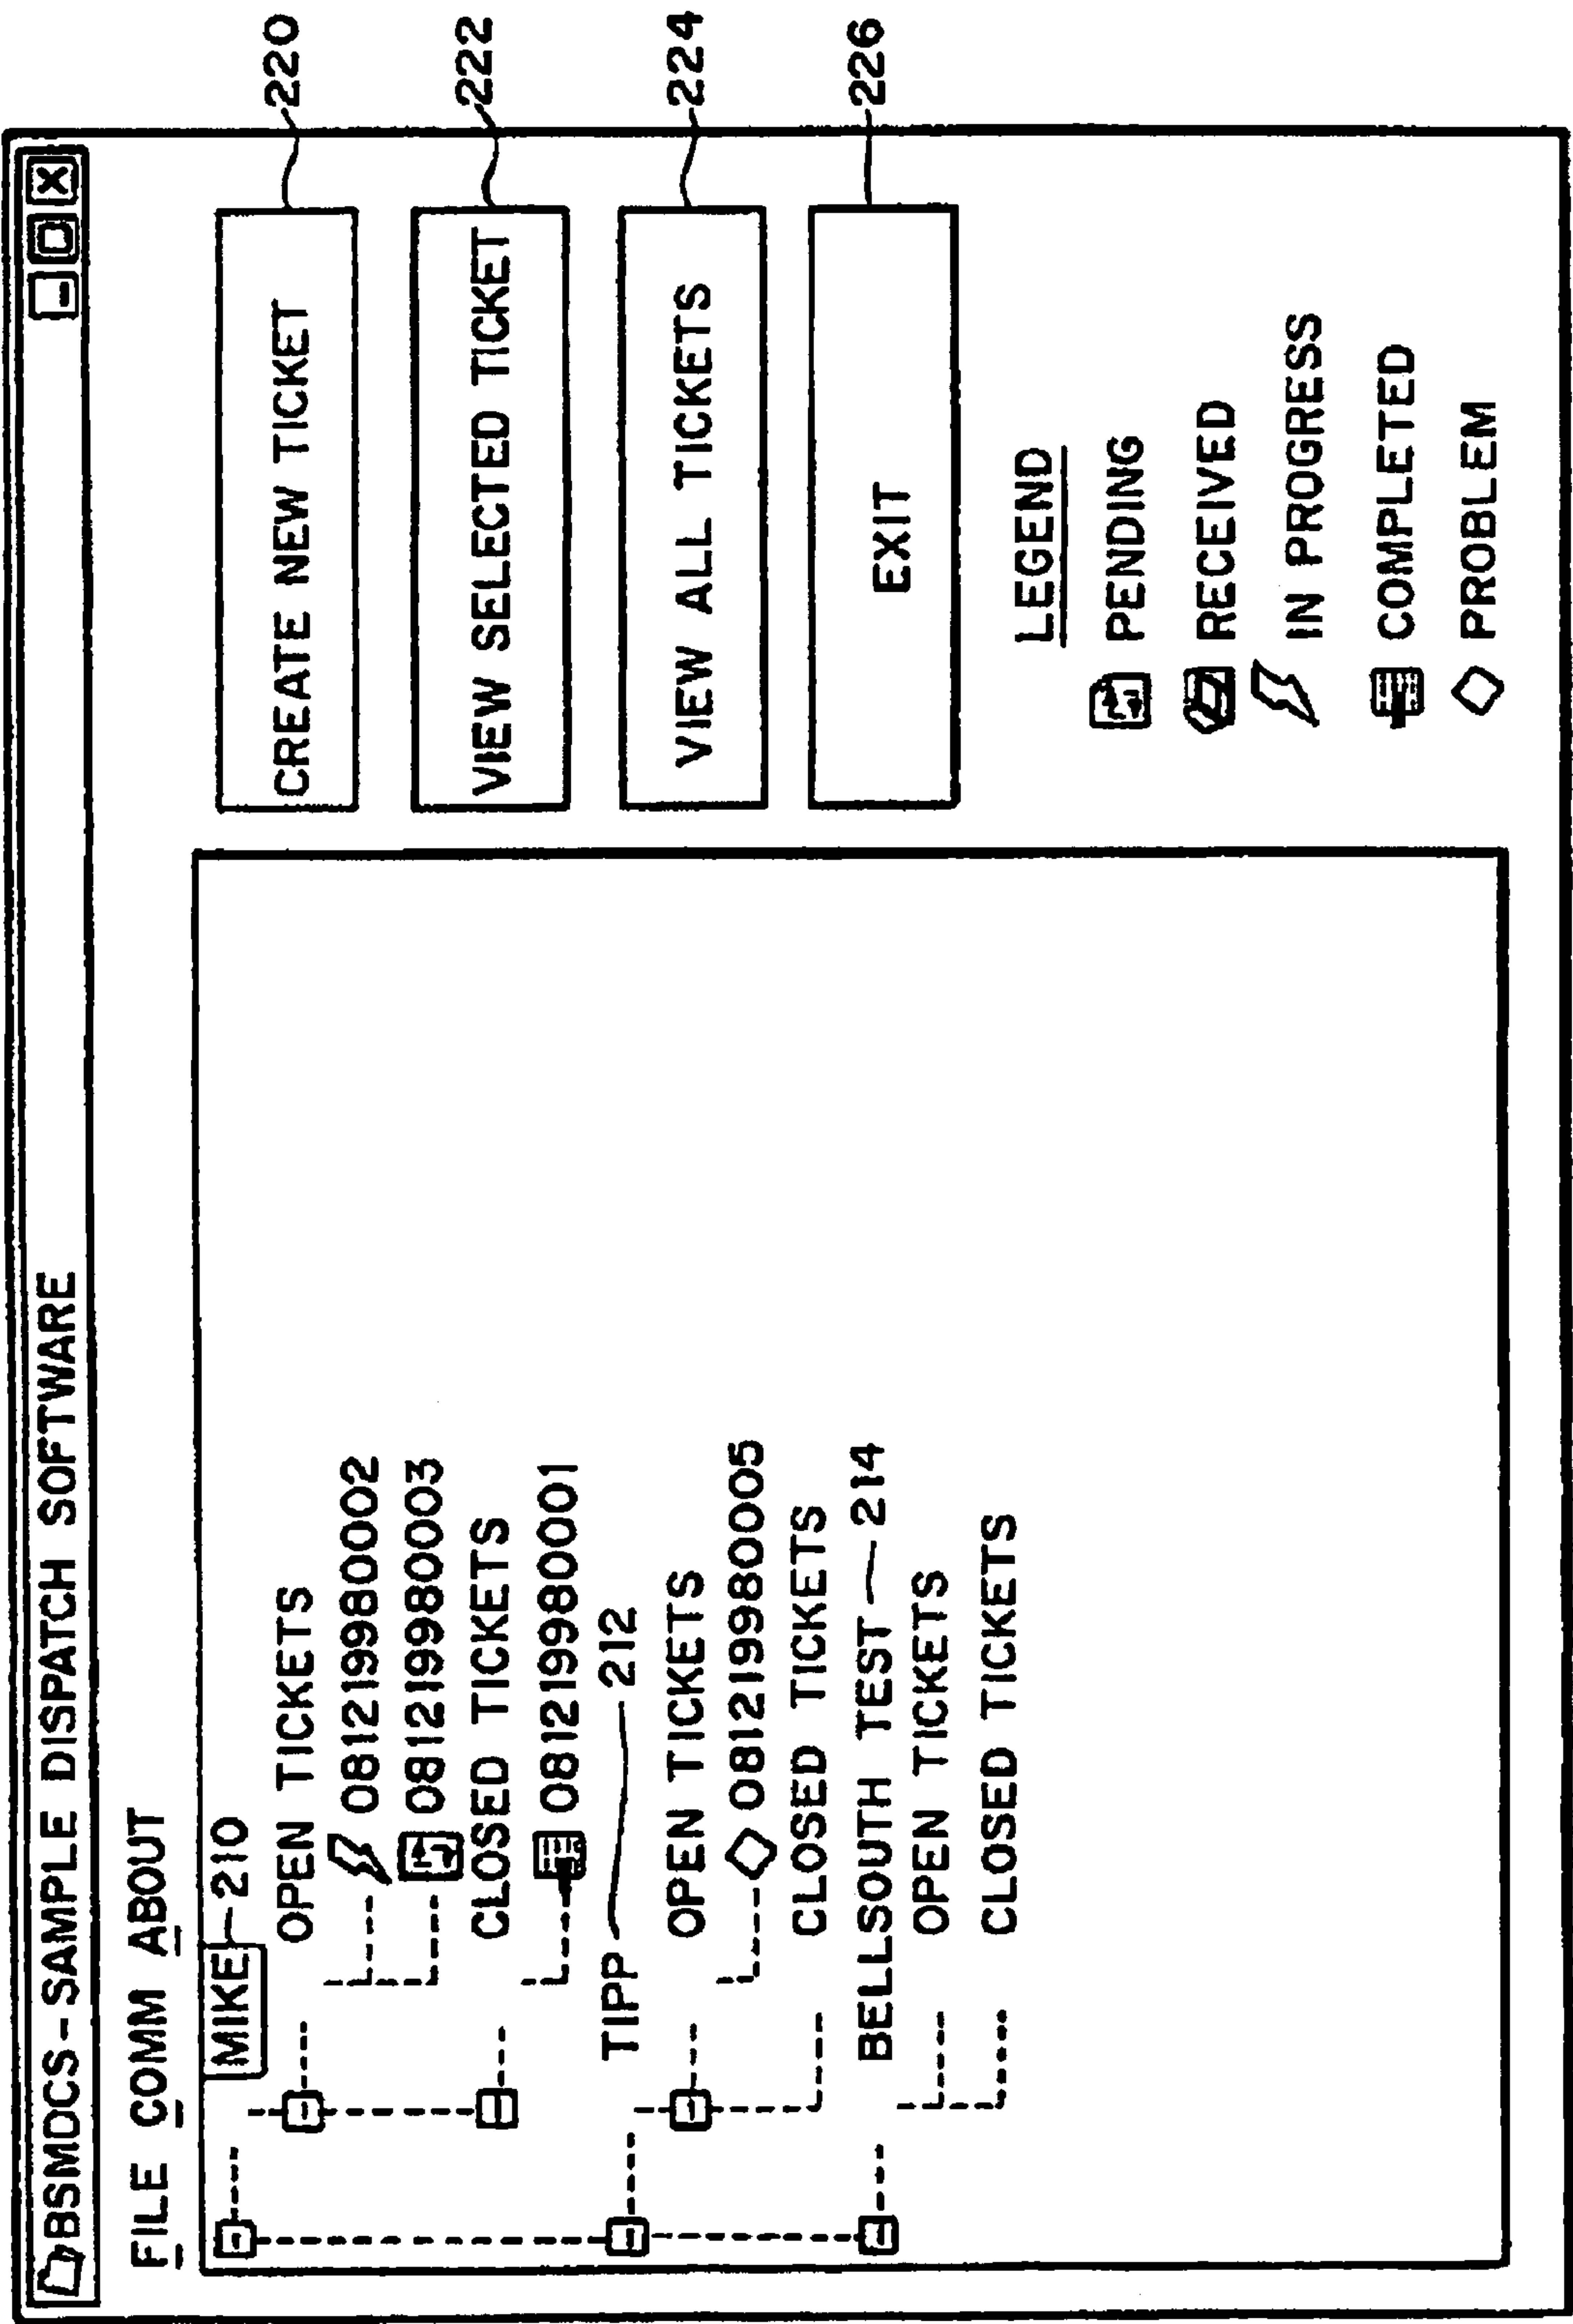 BSMDCS-SAMPLE DISPATCH SOFTWARE
FILE COMM ABOUT
MIKE 210
OPEN TICKETS
081219980002
081219980003
CLOSED TICKETS
081219980001
TIPP 212
OPEN TICKETS
081219980005
CLOSED TICKETS
BELLSOUTH TEST 214
OPEN TICKETS
CLOSED TICKETS
CREATE NEW TICKET 220
VIEW SELECTED TICKET 222
VIEW ALL TICKETS 224
EXIT 226
LEGEND
PENDING
RECEIVED
IN PROGRESS
COMPLETED
PROBLEM